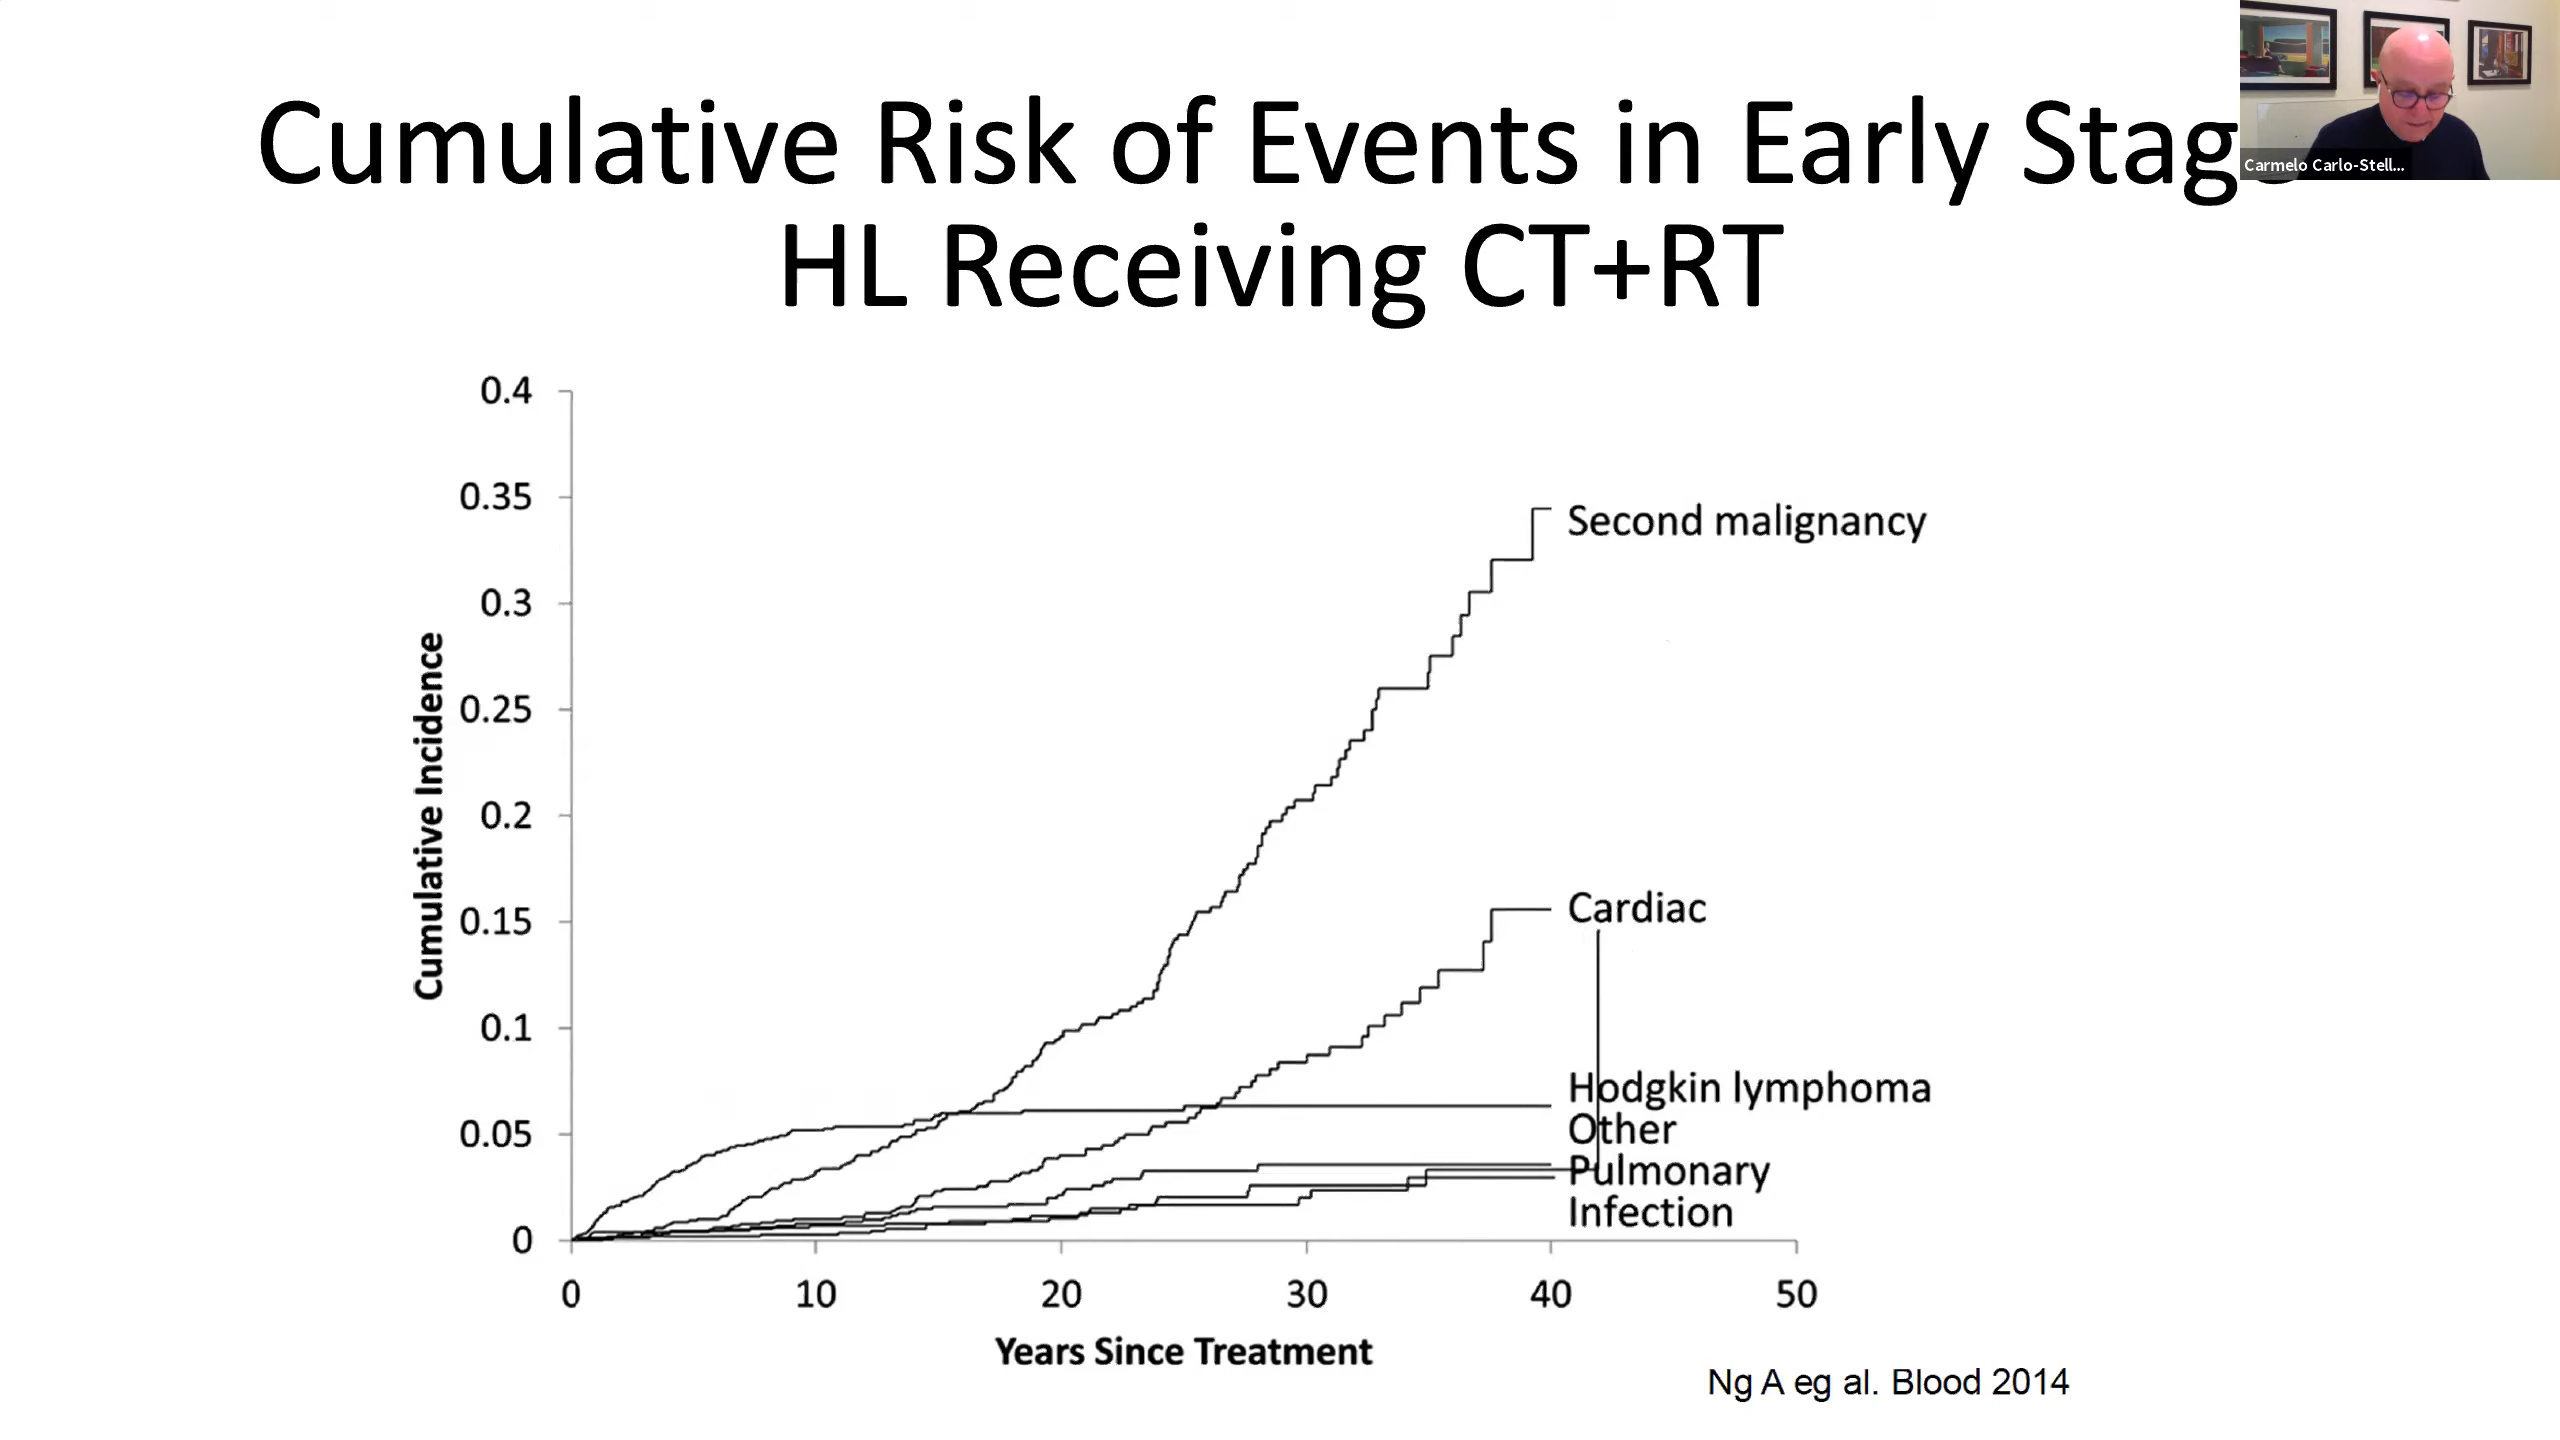 Cumulative Risk of Events in Early Stage
HL Receiving CT+RT
Carmelo Carlo-Stell...
0.4
0.35
0.3
0.25
0.2
0.15
0.1
0.05
0
Cumulative Incidence
Second malignancy
Cardiac
Hodgkin lymphoma
Other
Pulmonary
Infection
0 10 20 30 40 50
Years Since Treatment
Ng A eg al. Blood 2014